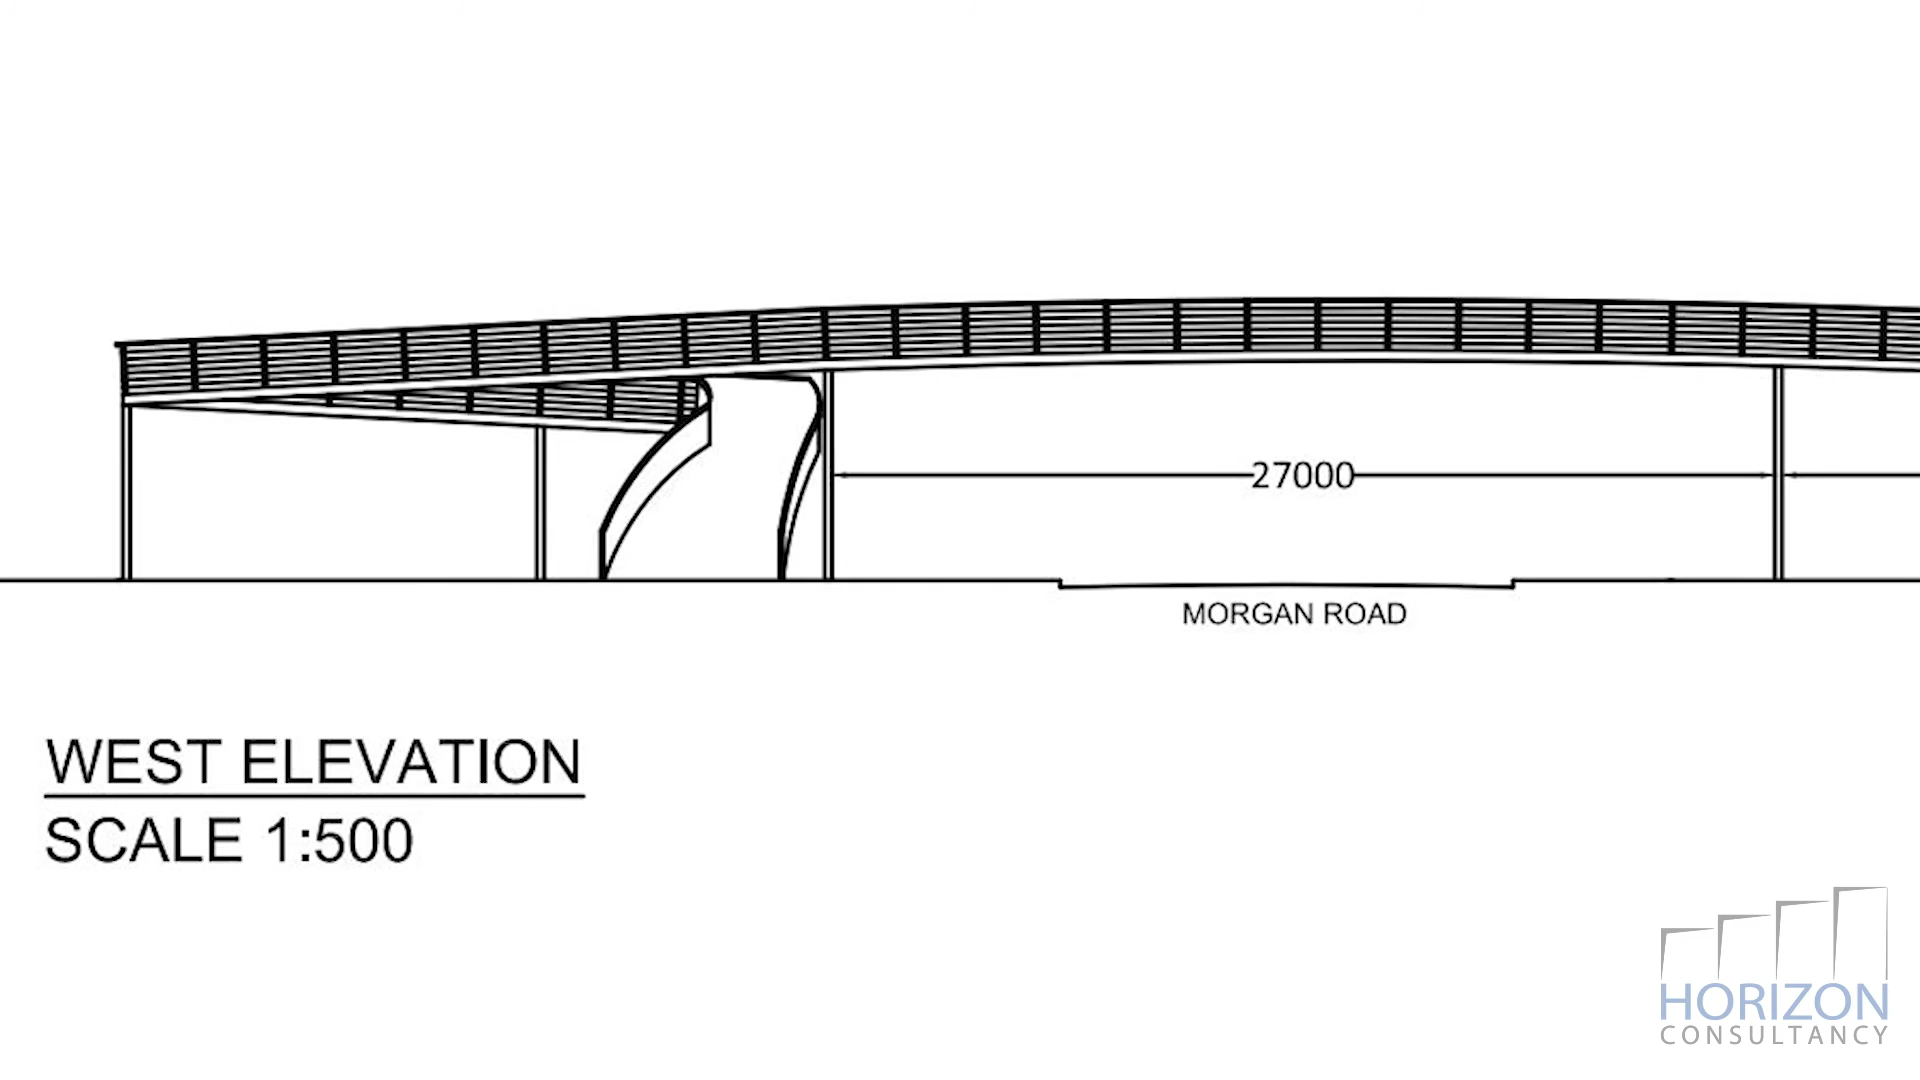 27000
MORGAN ROAD
WEST ELEVATION
SCALE 1:500
HORIZON
CONSULTANCY